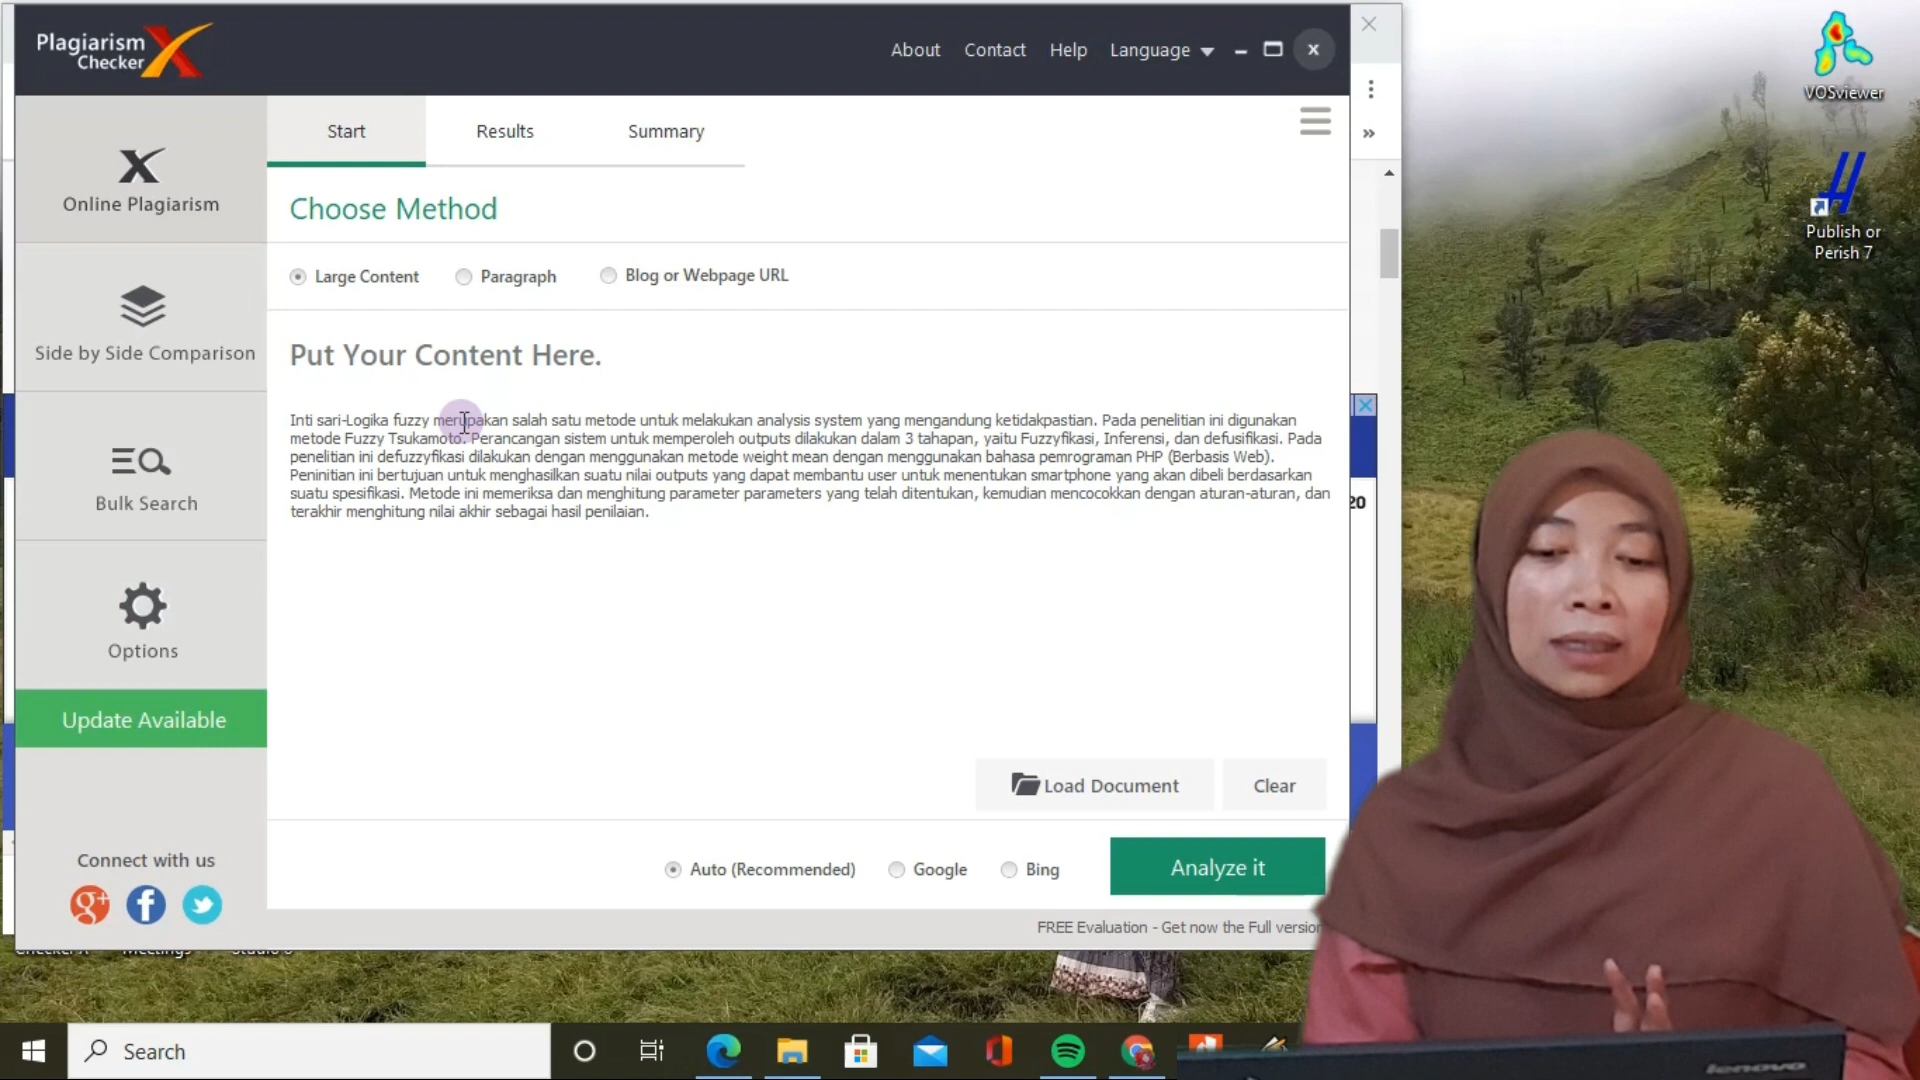 Plagiarism
Checker
About Contact Help Language
Start Results Summary
Online Plagiarism
Side by Side Comparison
Bulk Search
Options
Update Available
Connect with us
Choose Method
Large Content Paragraph Blog or Webpage URL
Put Your Content Here.
Inti sari-Logika fuzzy merupakan salah satu metode untuk melakukan analysis system yang mengandung ketidakpastian. Pada penelitian ini digunakan
metode Fuzzy Tsukamoto. Perancangan sistem untuk memperoleh outputs dilakukan dalam 3 tahapan, yaitu Fuzzyfikasi, Inferensi, dan defusifikasi. Pada
penelitian ini defuzzyfikasi dilakukan dengan menggunakan metode weight mean dengan menggunakan bahasa pemrograman PHP (Berbasis Web).
Peninitian ini bertujuan untuk menghasilkan suatu nilai outputs yang dapat membantu user untuk menentukan smartphone yang akan dibeli berdasarkan
suatu spesifikasi. Metode ini memeriksa dan menghitung parameter parameters yang telah ditentukan, kemudian mencocokkan dengan aturan-aturan, dan
terakhir menghitung nilai akhir sebagai hasil penilaian.
Load Document Clear
Auto (Recommended) Google Bing Analyze it
FREE Evaluation - Get now the Full version
20
VOSviewer
Publish or
Perish 7
Search
lenovo